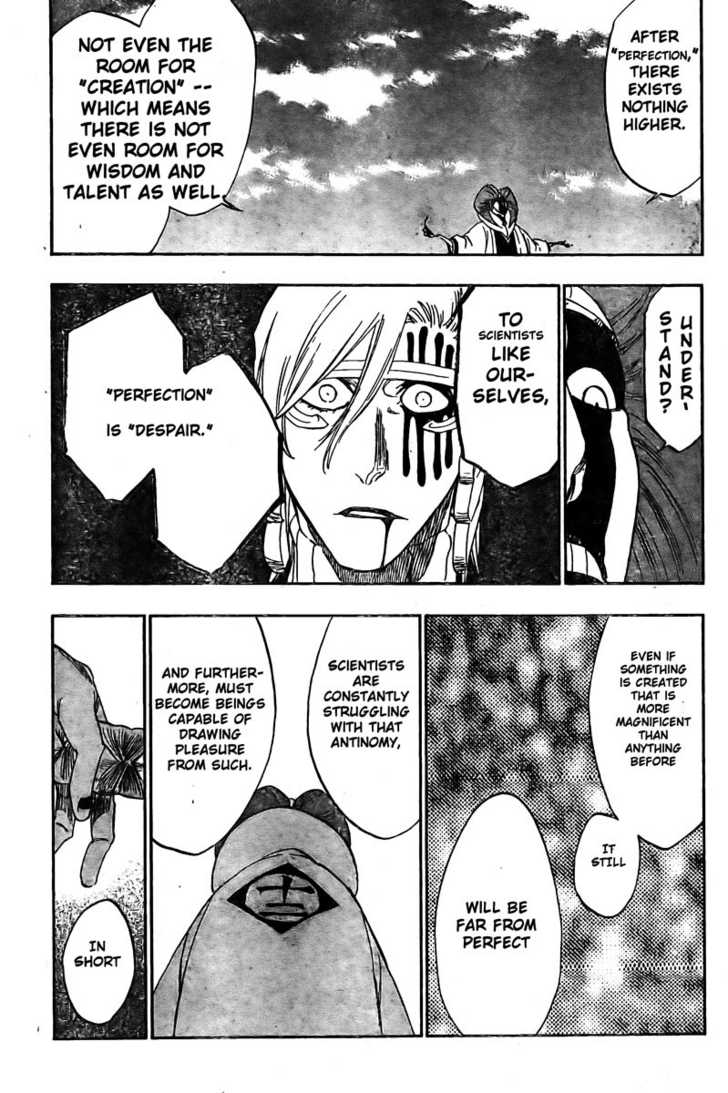 AFTER
"PERFECTION,"
THERE
EXISTS
NOTHING
HIGHER.
NOT EVEN THE
ROOM FOR
"CREATION" --
WHICH MEANS
THERE IS NOT
EVEN ROOM FOR
WISDOM AND
TALENT AS WELL.
UNDER-
STAND?
TO
SCIENTISTS
LIKE
OUR-
SELVES,
"PERFECTION"
IS "DESPAIR."
EVEN IF
SOMETHING
IS CREATED
THAT IS
MORE
MAGNIFICENT
THAN
ANYTHING
BEFORE
IT
STILL
WILL BE
FAR FROM
PERFECT
SCIENTISTS
ARE
CONSTANTLY
STRUGGLING
WITH THAT
ANTINOMY,
AND FURTHER-
MORE, MUST
BECOME BEINGS
CAPABLE OF
DRAWING
PLEASURE
FROM SUCH.
十二
IN
SHORT